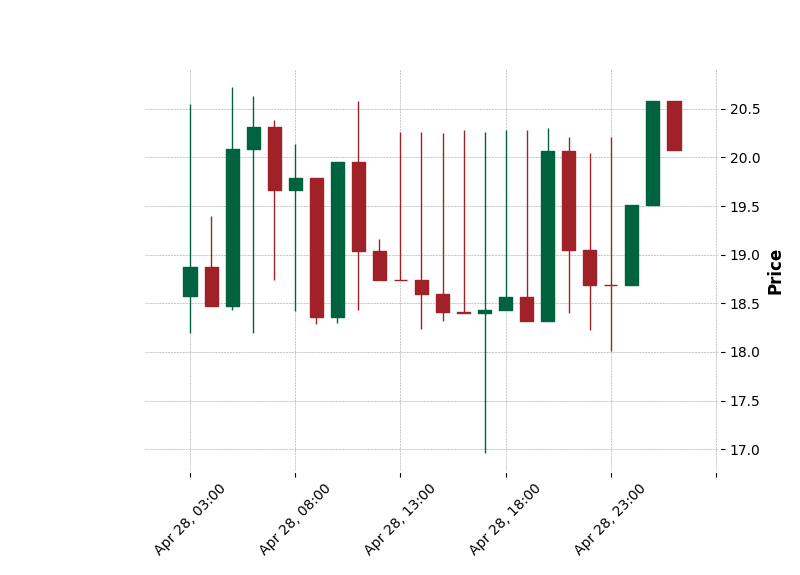 20.5
20.0
19.5
19.0
18.5
18.0
17.5
17.0
Price
Apr 28, 03:00
Apr 28, 08:00
Apr 28, 13:00
Apr 28, 18:00
Apr 28, 23:00